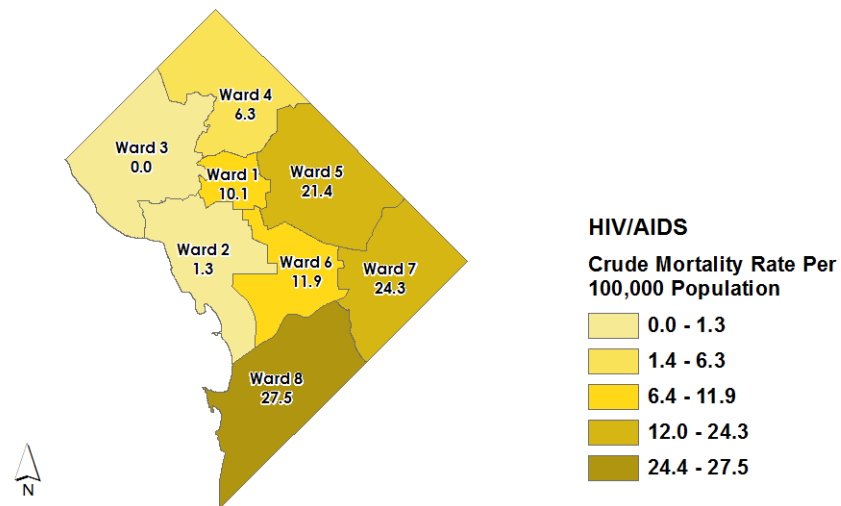 Ward 4
6.3
Ward 3
0.0
Ward 1
10.1
Ward 5
21.4
Ward 2
1.3
Ward 6
11.9
Ward 7
24.3
Ward 8
27.5
N
HIV/AIDS
Crude Mortality Rate Per
100,000 Population
0.0 - 1.3
1.4 - 6.3
6.4 - 11.9
12.0 - 24.3
24.4 - 27.5